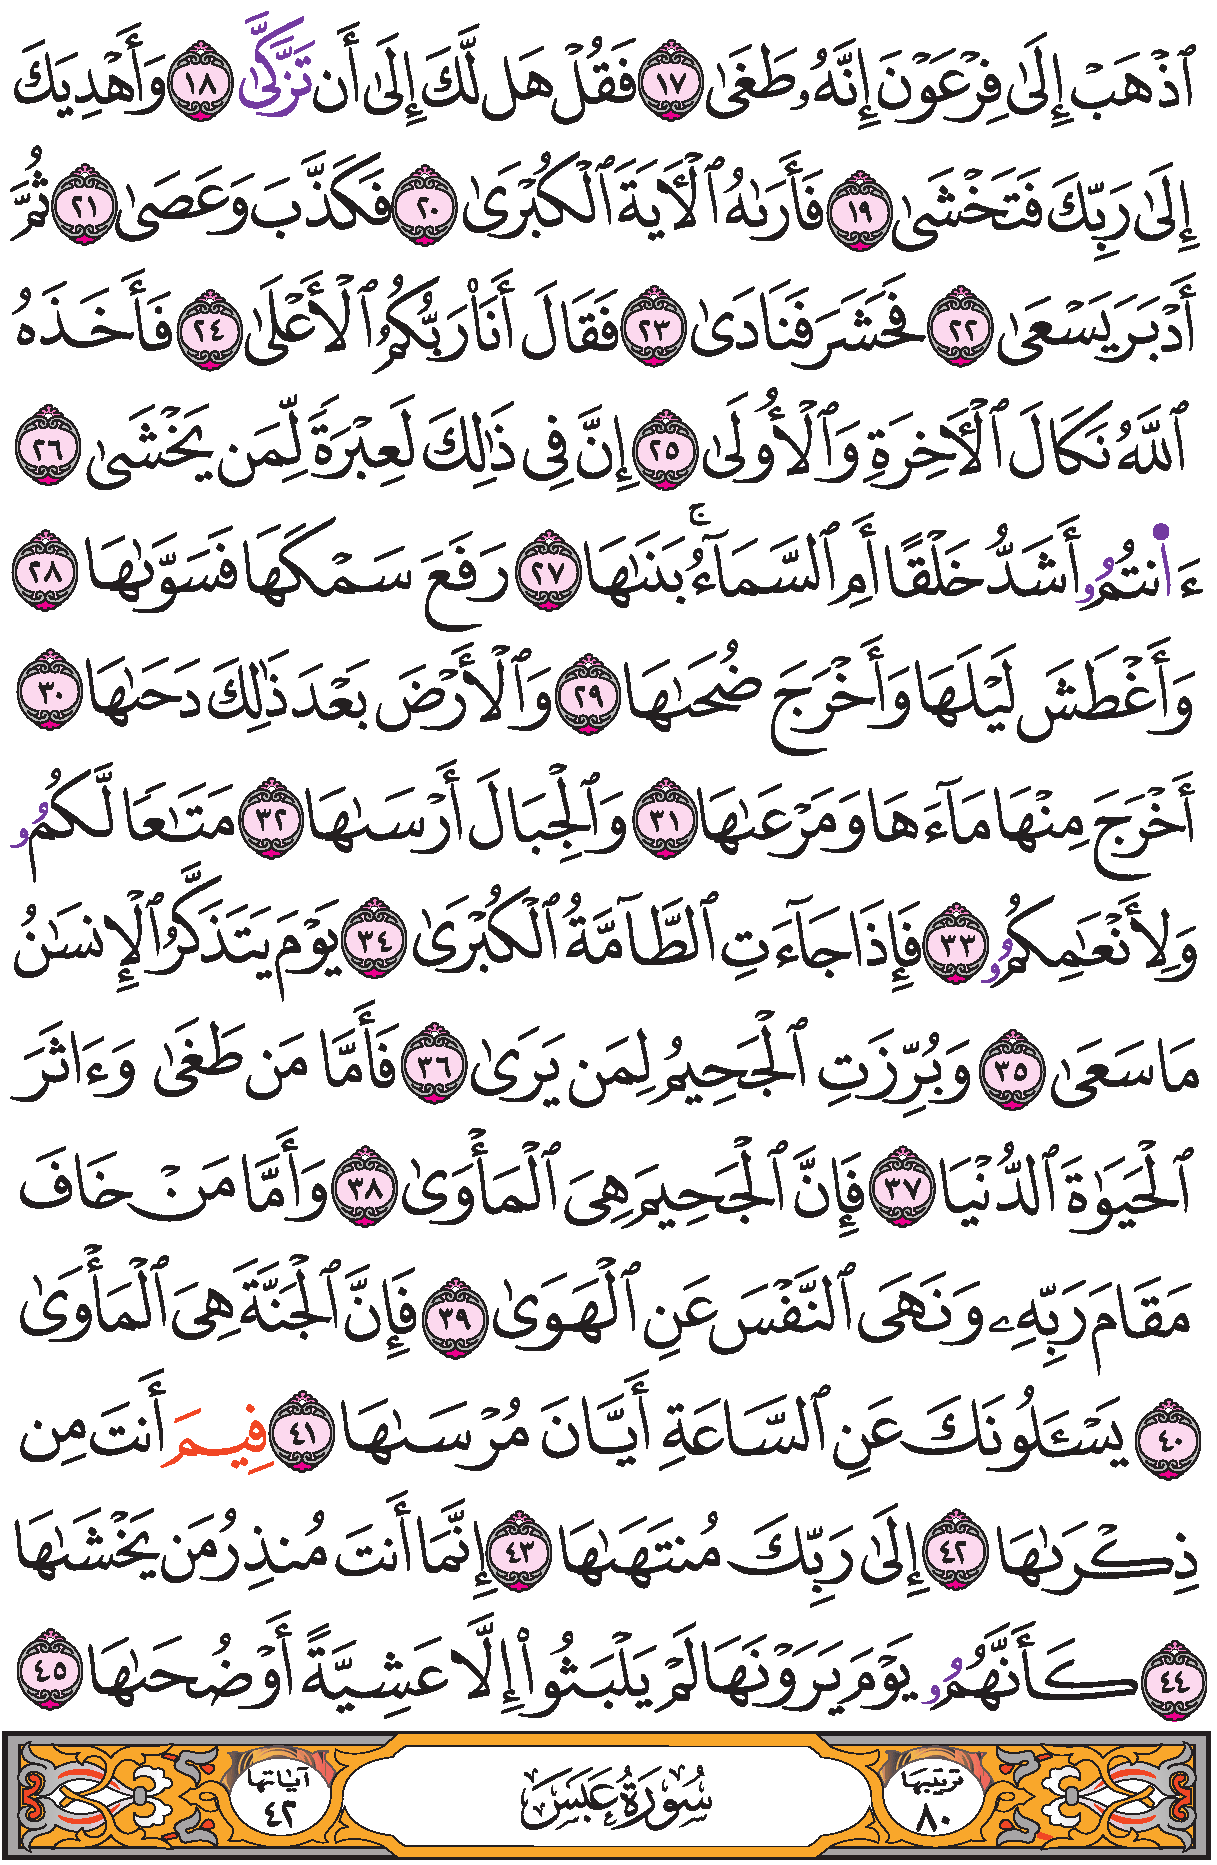 ٱذۡهَبۡ إِلَىٰ فِرۡعَوۡنَ إِنَّهُۥ طَغَىٰ ١٧ فَقُلۡ هَل لَّكَ إِلَىٰٓ أَن تَزَّكَّىٰ ١٨ وَأَهۡدِيَكَ
إِلَىٰ رَبِّكَ فَتَخۡشَىٰ ١٩ فَأَرَىٰهُ ٱلۡأٓيَةَ ٱلۡكُبۡرَىٰ ٢٠ فَكَذَّبَ وَعَصَىٰ ٢١ ثُمَّ
أَدۡبَرَ يَسۡعَىٰ ٢٢ فَحَشَرَ فَنَادَىٰ ٢٣ فَقَالَ أَنَا۠ رَبُّكُمُ ٱلۡأَعۡلَىٰ ٢٤ فَأَخَذَهُ
ٱللَّهُ نَكَالَ ٱلۡأٓخِرَةِ وَٱلۡأُولَىٰٓ ٢٥ إِنَّ فِي ذَٰلِكَ لَعِبۡرَةٗ لِّمَن يَخۡشَىٰٓ ٢٦
ءَا۬نتُمُۥٓ أَشَدُّ خَلۡقًا أَمِ ٱلسَّمَآءُۚ بَنَىٰهَا ٢٧ رَفَعَ سَمۡكَهَا فَسَوَّىٰهَا ٢٨
وَأَغۡطَشَ لَيۡلَهَا وَأَخۡرَجَ ضُحَىٰهَا ٢٩ وَٱلۡأَرۡضَ بَعۡدَ ذَٰلِكَ دَحَىٰهَآ ٣٠
أَخۡرَجَ مِنۡهَا مَآءَهَا وَمَرۡعَىٰهَا ٣١ وَٱلۡجِبَالَ أَرۡسَىٰهَا ٣٢ مَتَٰعٗا لَّكُمُۥ
وَلِأَنۡعَٰمِكُمُۥ ٣٣ فَإِذَا جَآءَتِ ٱلطَّآمَّةُ ٱلۡكُبۡرَىٰ ٣٤ يَوۡمَ يَتَذَكَّرُ ٱلۡإِنسَٰنُ
مَا سَعَىٰ ٣٥ وَبُرِّزَتِ ٱلۡجَحِيمُ لِمَن يَرَىٰ ٣٦ فَأَمَّا مَن طَغَىٰ وَءَاثَرَ
ٱلۡحَيَوٰةَ ٱلدُّنۡيَا ٣٧ فَإِنَّ ٱلۡجَحِيمَ هِيَ ٱلۡمَأۡوَىٰ ٣٨ وَأَمَّا مَنۡ خَافَ
مَقَامَ رَبِّهِۦ وَنَهَى ٱلنَّفۡسَ عَنِ ٱلۡهَوَىٰ ٣٩ فَإِنَّ ٱلۡجَنَّةَ هِيَ ٱلۡمَأۡوَىٰ
٤٠ يَسۡـَٔلُونَكَ عَنِ ٱلسَّاعَةِ أَيَّانَ مُرۡسَىٰهَا ٤١ فِيمَ أَنتَ مِن
ذِكۡرَىٰهَآ ٤٢ إِلَىٰ رَبِّكَ مُنتَهَىٰهَآ ٤٣ إِنَّمَآ أَنتَ مُنذِرُ مَن يَخۡشَىٰهَا
٤٤ كَأَنَّهُمُۥ يَوۡمَ يَرَوۡنَهَا لَمۡ يَلۡبَثُوٓاْ إِلَّا عَشِيَّةً أَوۡ ضُحَىٰهَا ٤٥
ترتيبها ٨٠ سُورَةُ عَبَسَ آياتها ٤٢